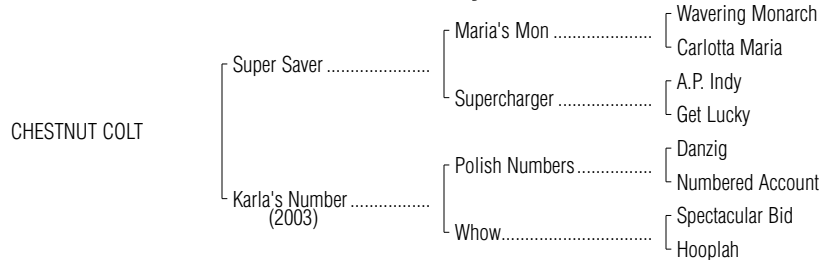 Wavering Monarch
Maria's Mon .....................
Carlotta Maria
Super Saver ......................
A.P. Indy
Supercharger ....................
Get Lucky
CHESTNUT COLT
Danzig
Polish Numbers ................
Numbered Account
Karla's Number .................
(2003)
Spectacular Bid
Whow................................
Hooplah